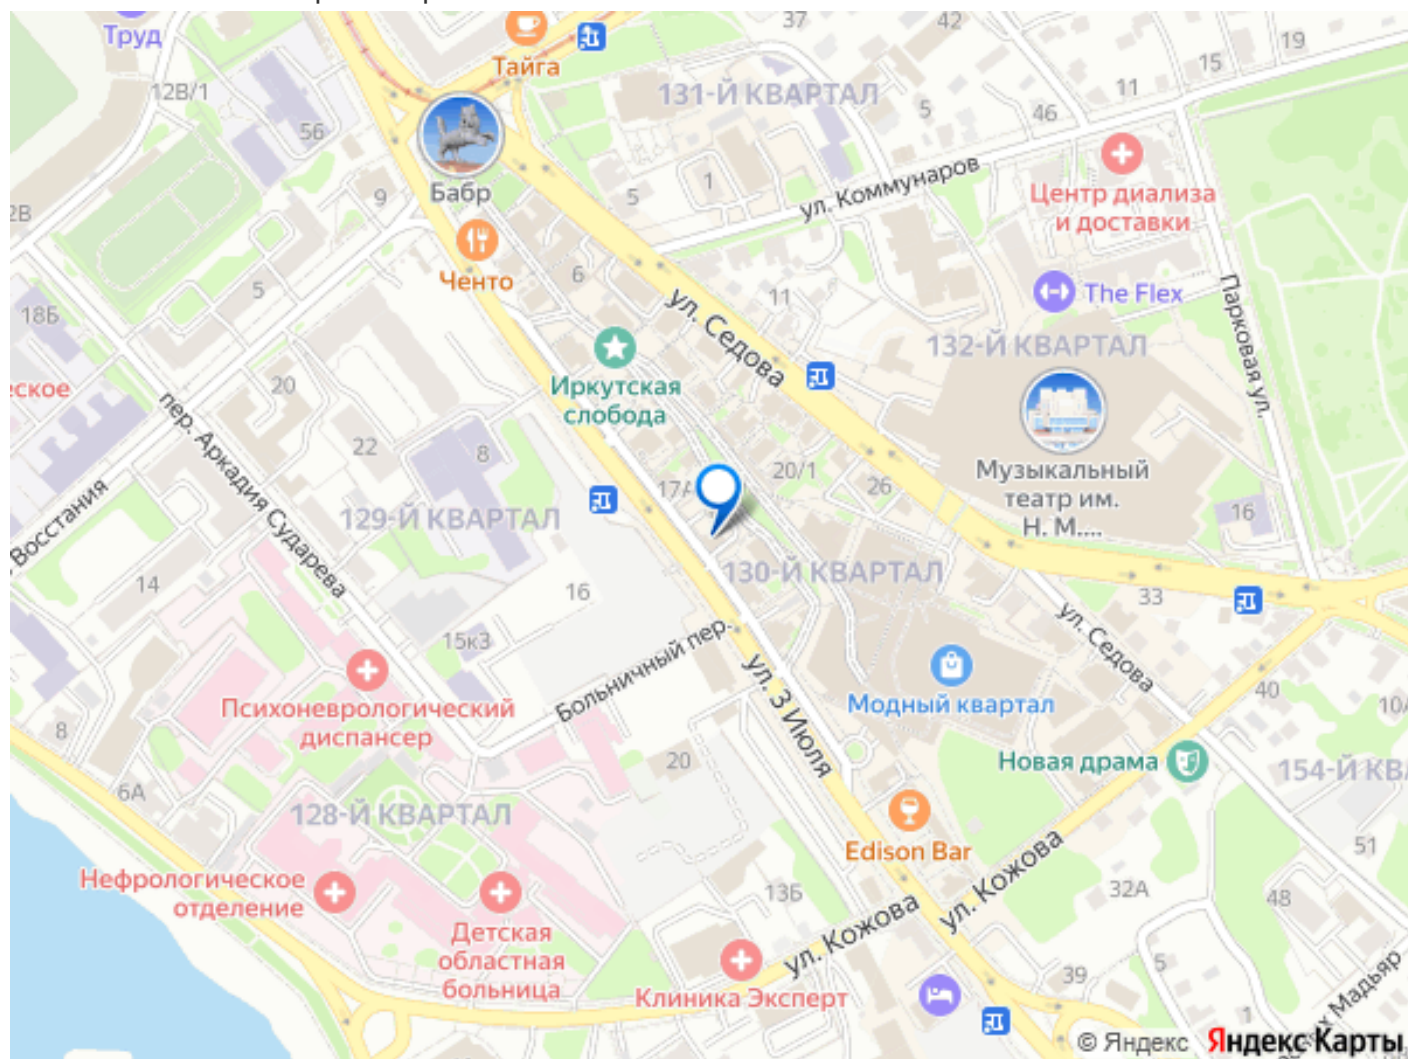 Труд
Тайга
37
42
19
15
12В/1
131-Й КВАРТАЛ
11
56
5
46
Бабр
1
5
9
ул. Коммунаров
Центр диализа
и доставки
2В
Ченто
6
5
11
The Flex
18Б
ул. Седова
Парковая ул.
132-Й КВАРТАЛ
Иркутская
слобода
еское
20
пер. Аркадия Сударева
22
8
17А
20/1
26
Музыкальный
театр им.
Н. М....
16
129-Й КВАРТАЛ
Восстания
14
16
130-Й КВАРТАЛ
33
15к3
Больничный пер.
ул. 3 Июля
ул. Седова
Психоневрологический
диспансер
Модный квартал
40
10А
8
20
Новая драма
154-Й КВА
6А
128-Й КВАРТАЛ
Edison Bar
51
Нефрологическое
отделение
13Б
ул. Кожова
32А
48
Детская
областная
больница
ул. Кожова
Клиника Эксперт
39
5
Мадьяр
© Яндекс Яндекс Карты